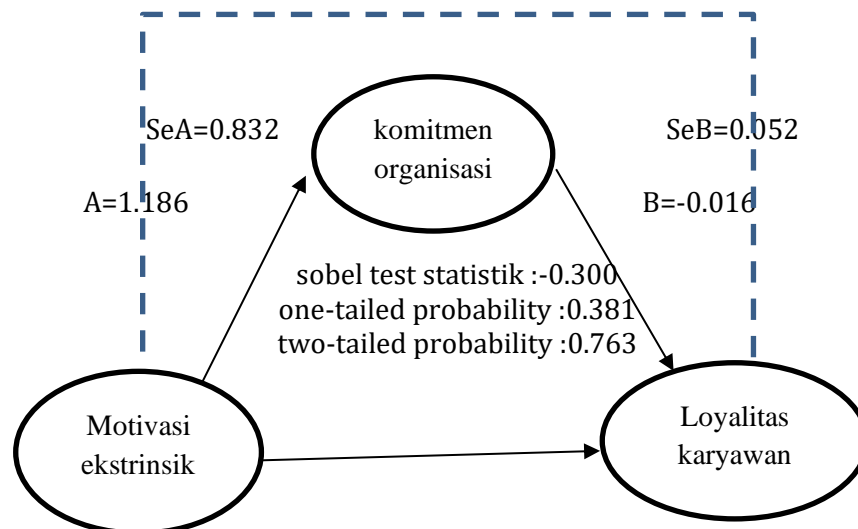 SeA=0.832
komitmen
organisasi
SeB=0.052
A=1.186
B=-0.016
sobel test statistik :-0.300
one-tailed probability :0.381
two-tailed probability :0.763
Motivasi
ekstrinsik
Loyalitas
karyawan